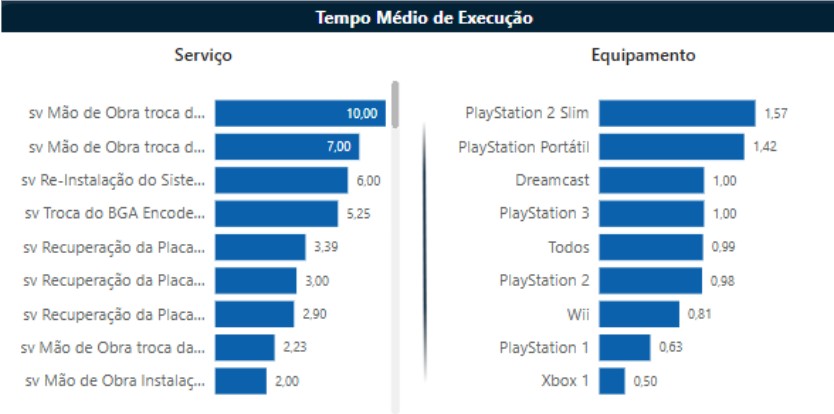 Tempo Médio de Execução
Serviço
sv Mão de Obra troca d... 10,00
sv Mão de Obra troca d... 7,00
sv Re-Instalação do Siste... 6,00
sv Troca do BGA Encode... 5,25
sv Recuperação da Placa... 3,39
sv Recuperação da Placa... 3,00
sv Recuperação da Placa... 2,90
sv Mão de Obra troca da... 2,23
sv Mão de Obra Instalaç... 2,00
Equipamento
PlayStation 2 Slim 1,57
PlayStation Portátil 1,42
Dreamcast 1,00
PlayStation 3 1,00
Todos 0,99
PlayStation 2 0,98
Wii 0,81
PlayStation 1 0,63
Xbox 1 0,50